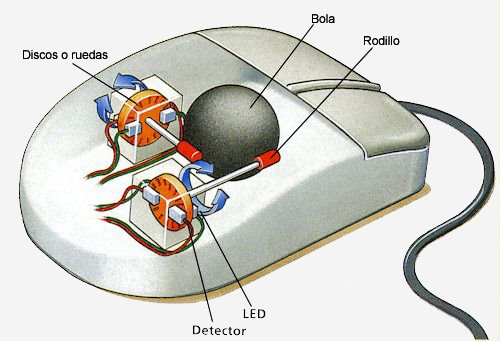 Bola
Rodillo
Discos o ruedas
LED
Detector